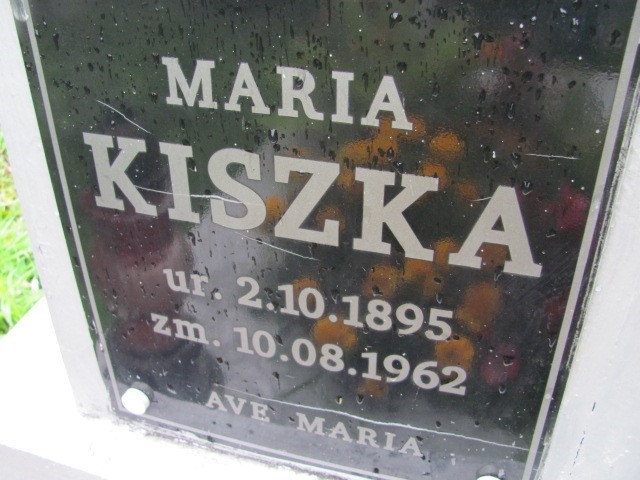 MARIA
KISZKA
ur. 2.10.1895
zm. 10.08.1962
AVE MARIA